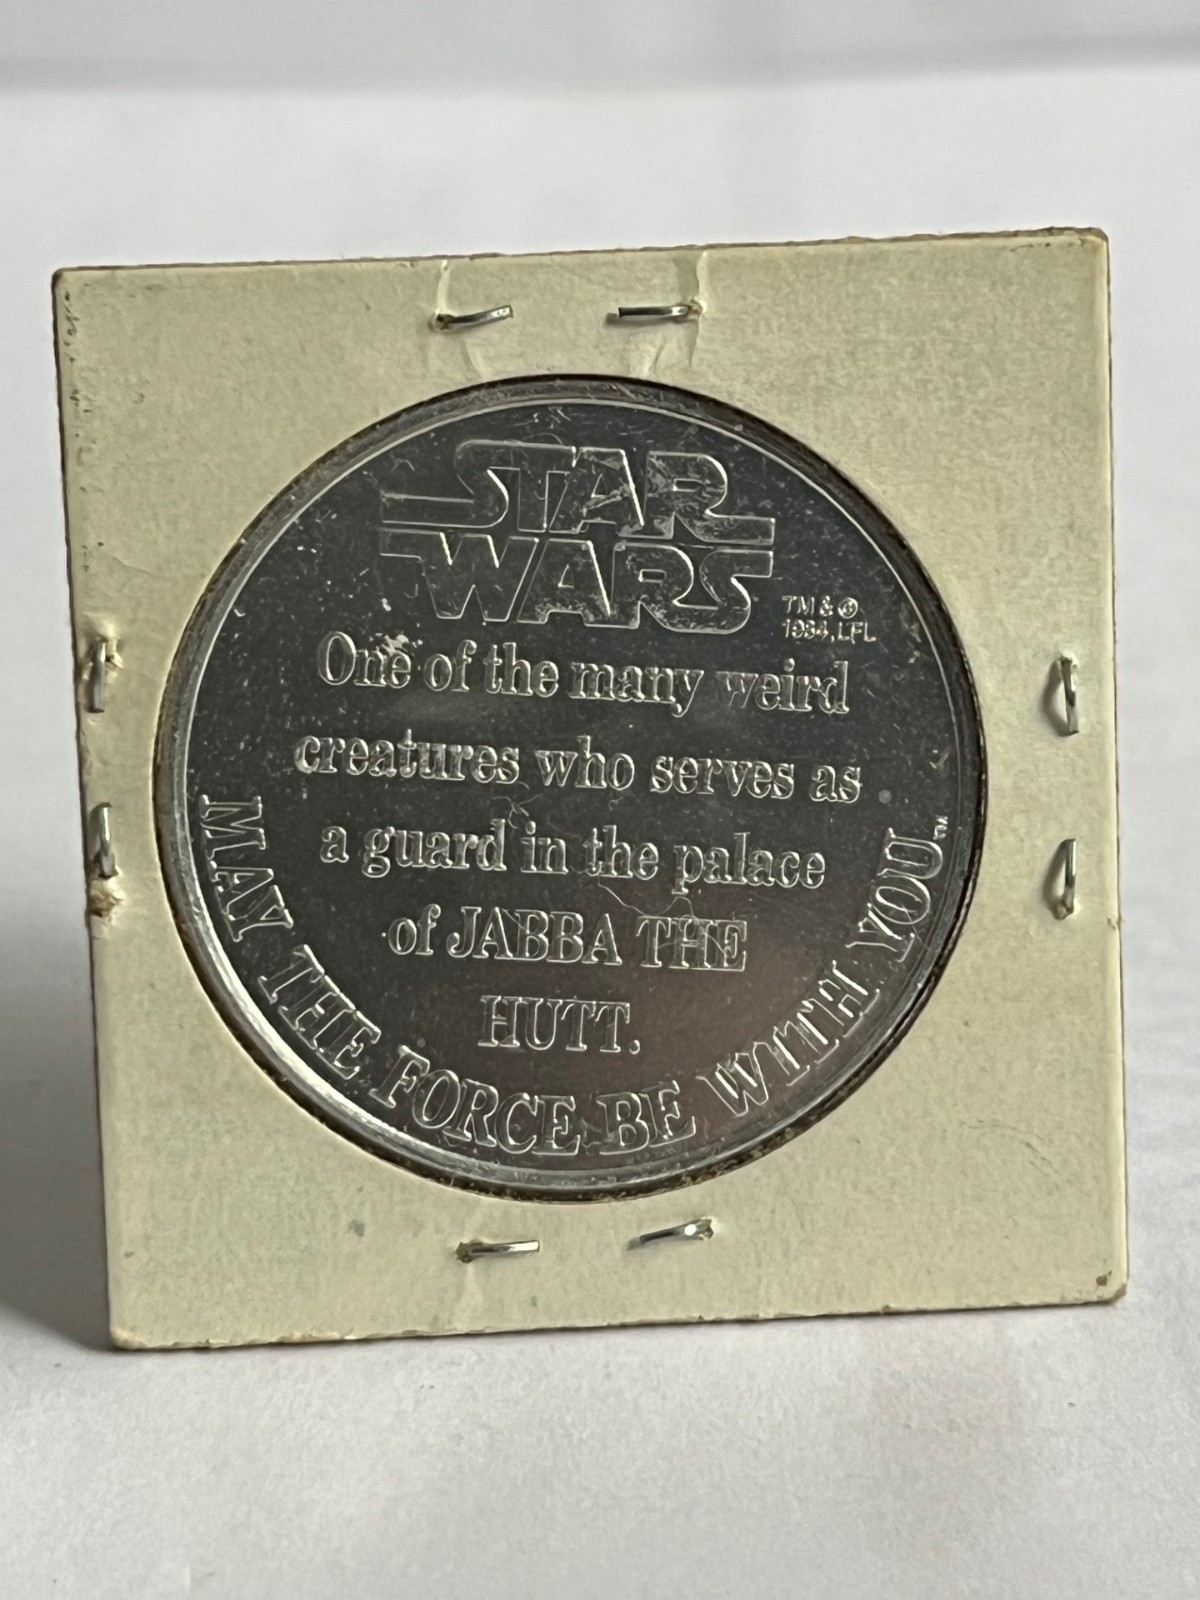 STAR
WARS
TM & ©
1984, LFL
One of the many weird
creatures who serves as
a guard in the palace
of JABBA THE
HUTT.
MAY THE FORCE BE WITH YOU.™